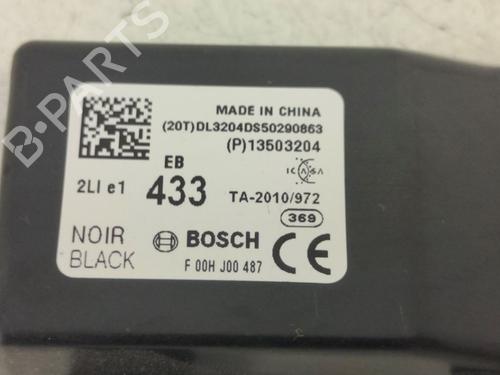 MADE IN CHINA
(20T)DL3204DS50290863
(P)13503204
EB
ICASA
2LI e1
433
TA-2010/972
369
NOIR
BLACK
BOSCH
F 00H J00 487
CE
B-PARTS